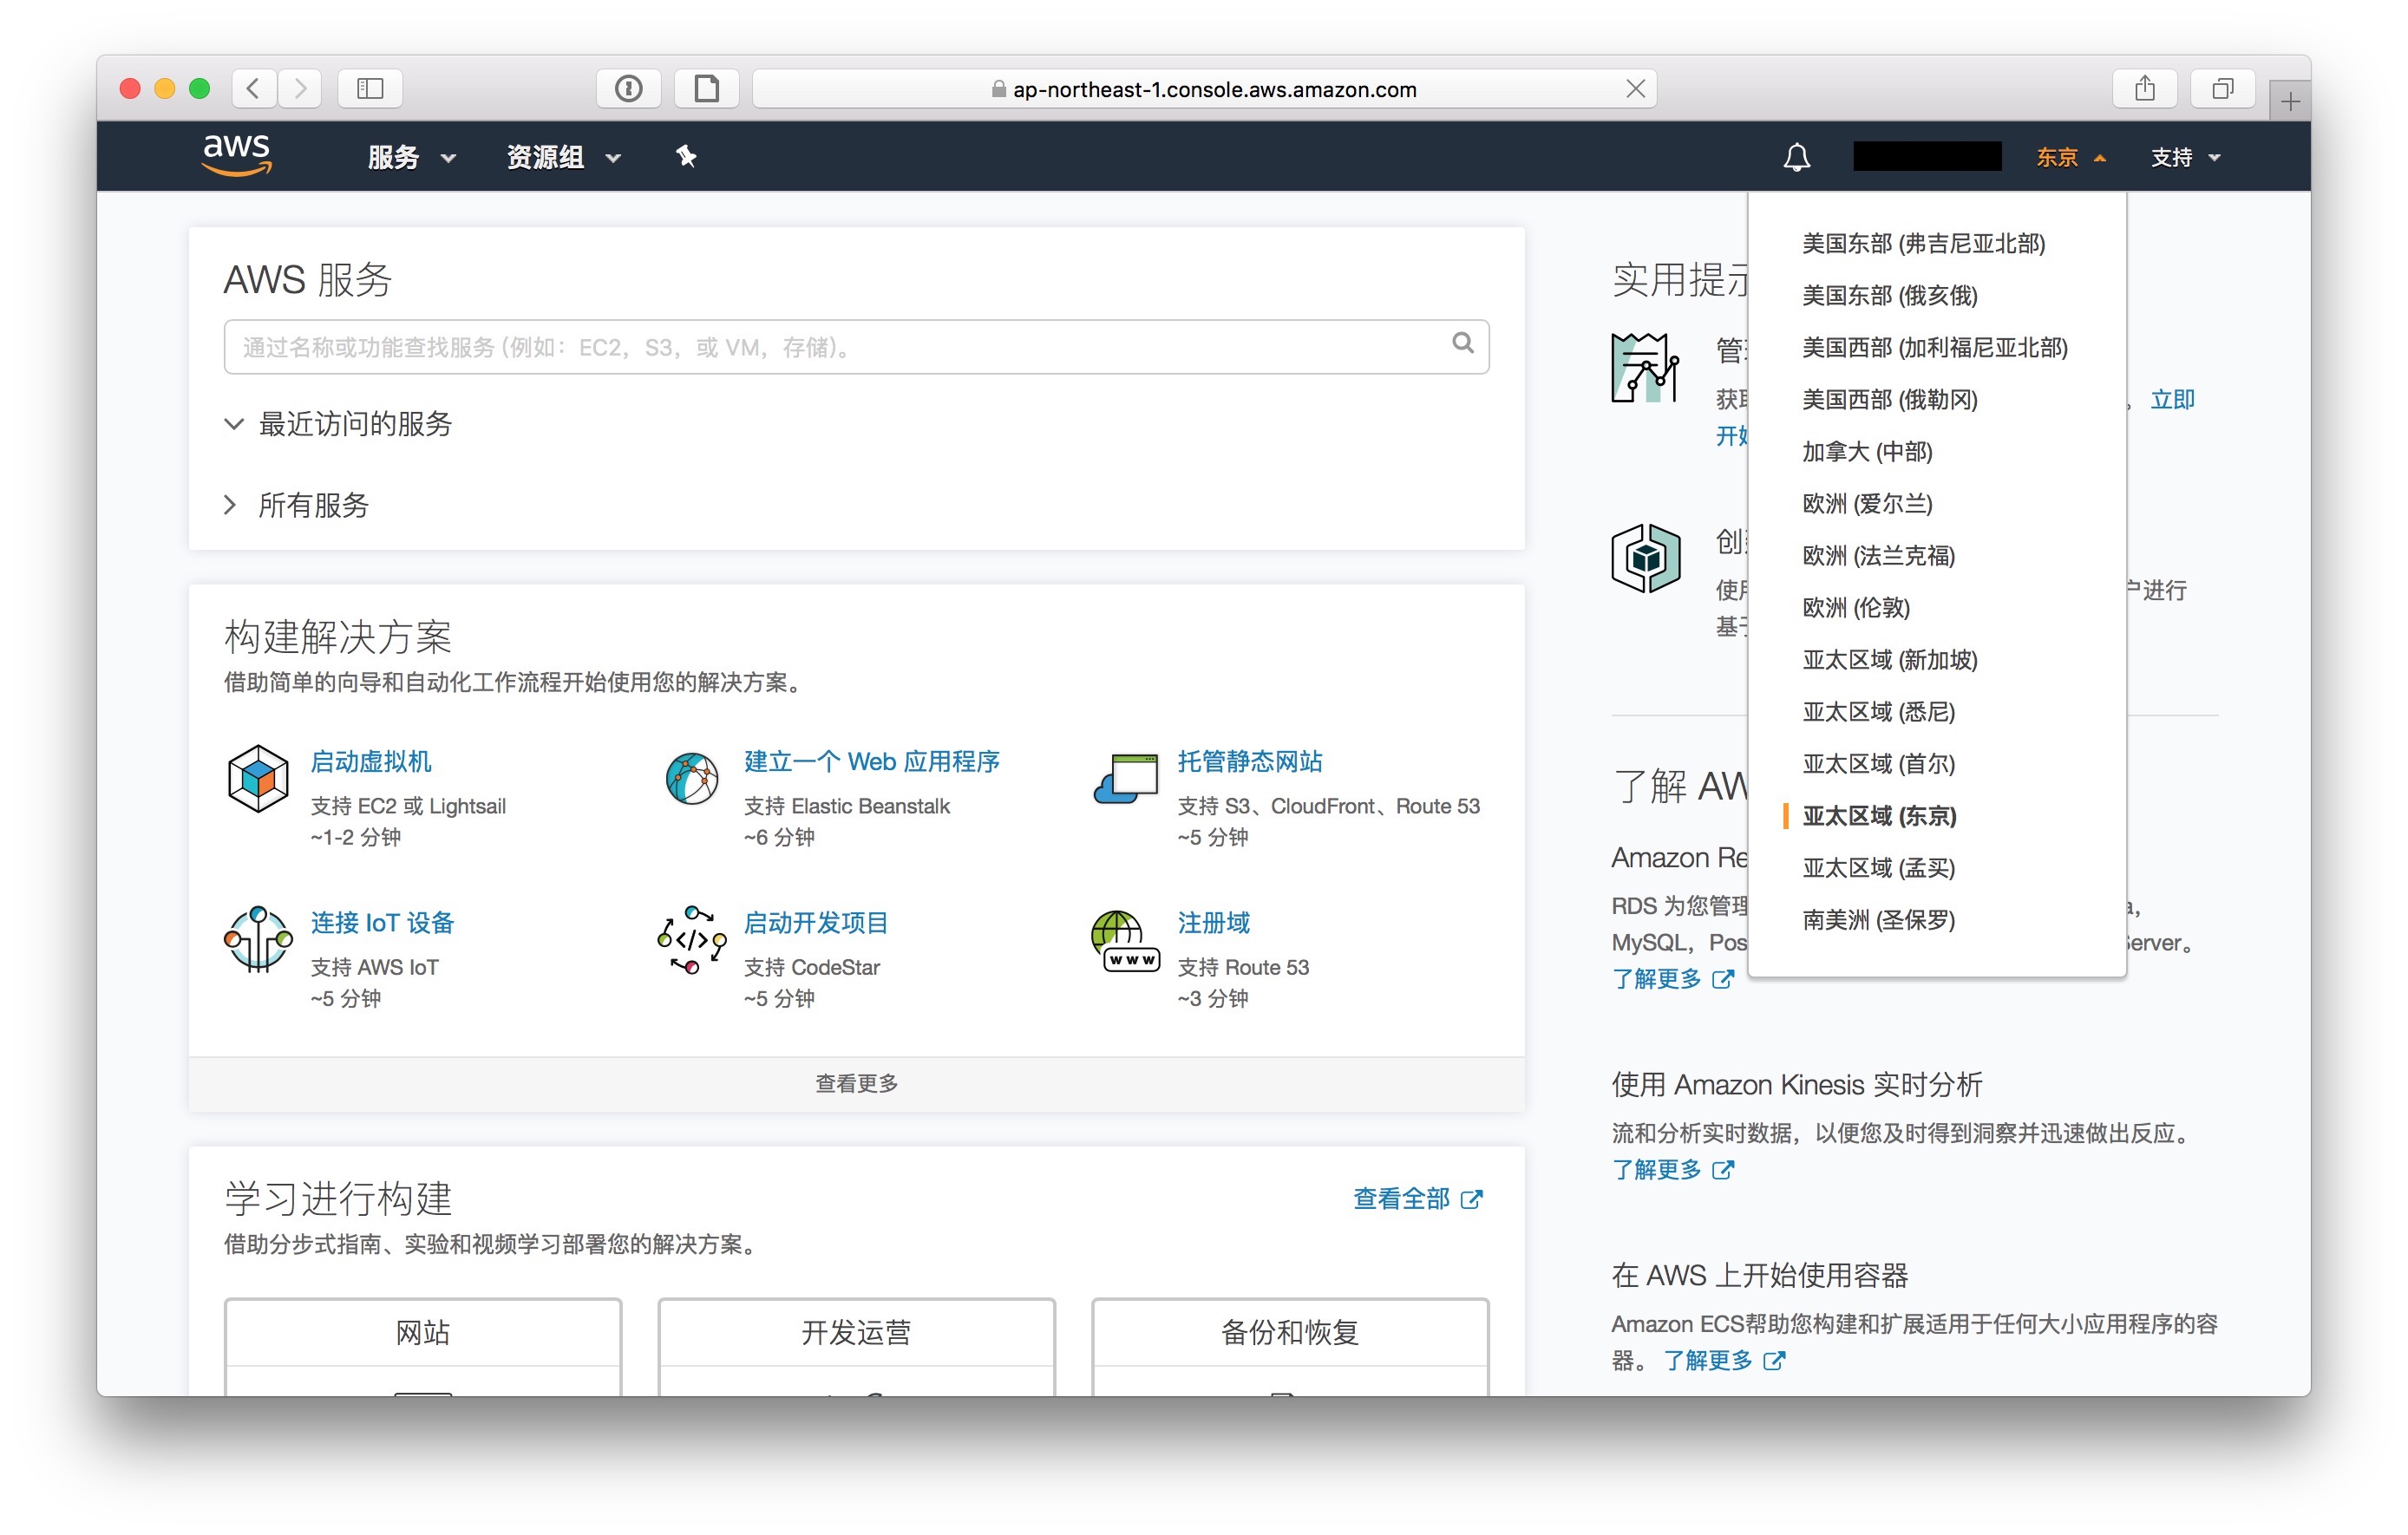 ap-northeast-1.console.aws.amazon.com
aws
服务
资源组
东京
支持
AWS 服务
通过名称或功能查找服务 (例如：EC2，S3，或 VM，存储)。
最近访问的服务
所有服务
构建解决方案
借助简单的向导和自动化工作流程开始使用您的解决方案。
启动虚拟机
支持 EC2 或 Lightsail
~1-2 分钟
建立一个 Web 应用程序
支持 Elastic Beanstalk
~6 分钟
托管静态网站
支持 S3、CloudFront、Route 53
~5 分钟
连接 IoT 设备
支持 AWS IoT
~5 分钟
启动开发项目
支持 CodeStar
~5 分钟
www
注册域
支持 Route 53
~3 分钟
查看更多
学习进行构建
查看全部
借助分步式指南、实验和视频学习部署您的解决方案。
网站
开发运营
备份和恢复
美国东部 (弗吉尼亚北部)
美国东部 (俄亥俄)
美国西部 (加利福尼亚北部)
美国西部 (俄勒冈)
加拿大 (中部)
欧洲 (爱尔兰)
欧洲 (法兰克福)
欧洲 (伦敦)
亚太区域 (新加坡)
亚太区域 (悉尼)
亚太区域 (首尔)
亚太区域 (东京)
亚太区域 (孟买)
南美洲 (圣保罗)
实用提
立即
使
户进行
了解 AW
Amazon Re
RDS 为您管理
MySQL，Pos Server。
了解更多
使用 Amazon Kinesis 实时分析
流和分析实时数据，以便您及时得到洞察并迅速做出反应。
了解更多
在 AWS 上开始使用容器
Amazon ECS帮助您构建和扩展适用于任何大小应用程序的容
器。 了解更多